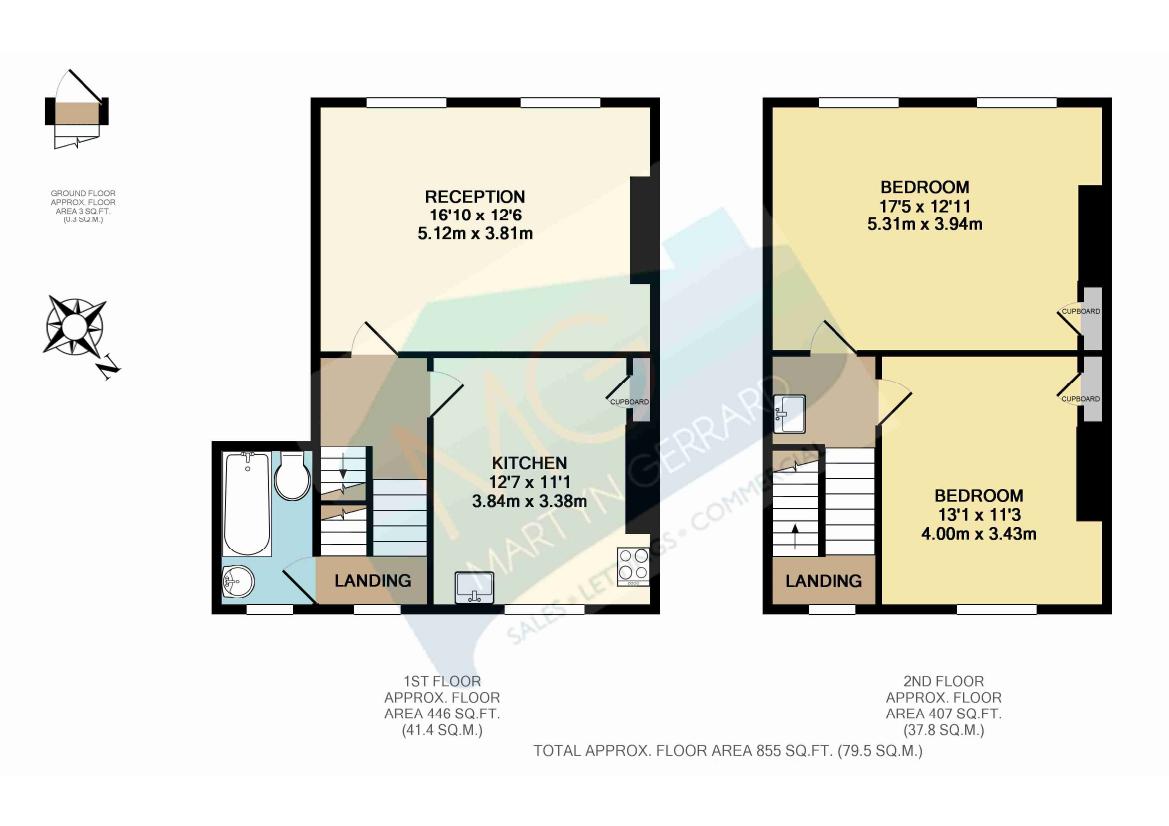 GROUND FLOOR
APPROX. FLOOR
AREA 3 SQ.FT.
(0.3 SQ.M.)
N
RECEPTION
16'10 x 12'6
5.12m x 3.81m
CUPBOARD
KITCHEN
12'7 x 11'1
3.84m x 3.38m
LANDING
1ST FLOOR
APPROX. FLOOR
AREA 446 SQ.FT.
(41.4 SQ.M.)
BEDROOM
17'5 x 12'11
5.31m x 3.94m
CUPBOARD
CUPBOARD
BEDROOM
13'1 x 11'3
4.00m x 3.43m
LANDING
2ND FLOOR
APPROX. FLOOR
AREA 407 SQ.FT.
(37.8 SQ.M.)
TOTAL APPROX. FLOOR AREA 855 SQ.FT. (79.5 SQ.M.)
MG
MARTYN GERRARD
SALES • LETTINGS • COMMERCIAL